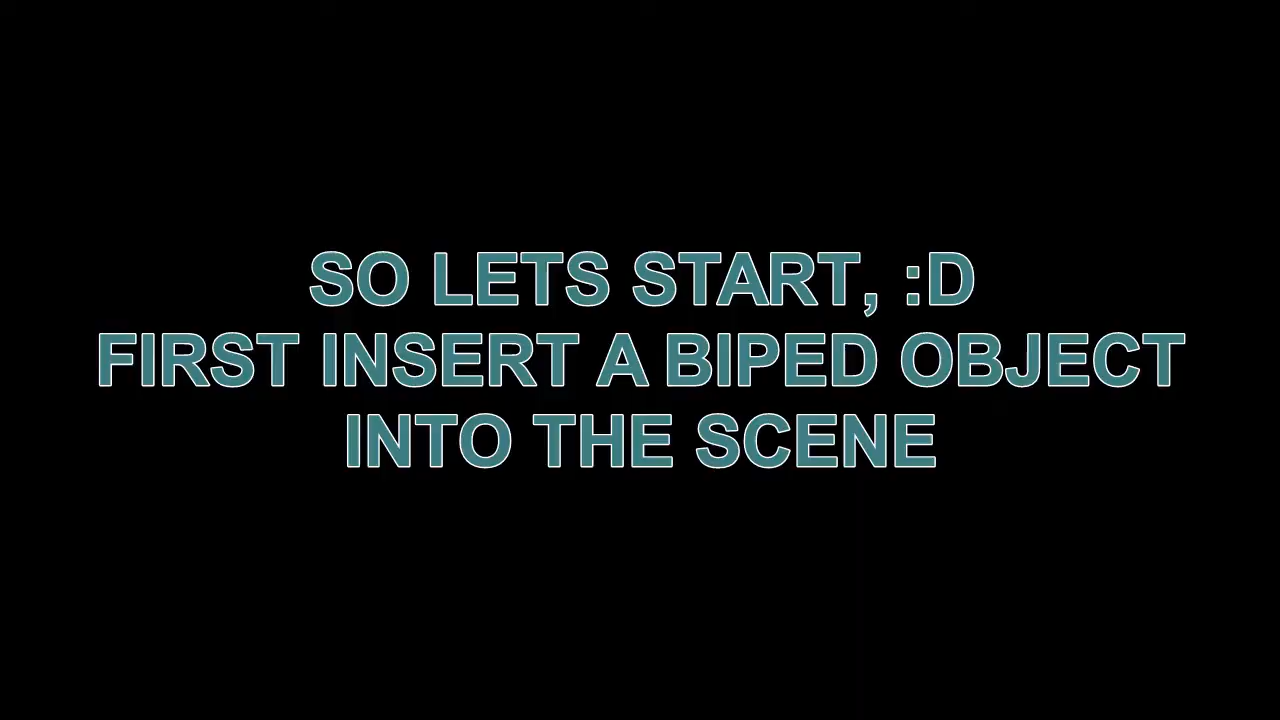 SO LETS START, :D
FIRST INSERT A BIPED OBJECT
INTO THE SCENE